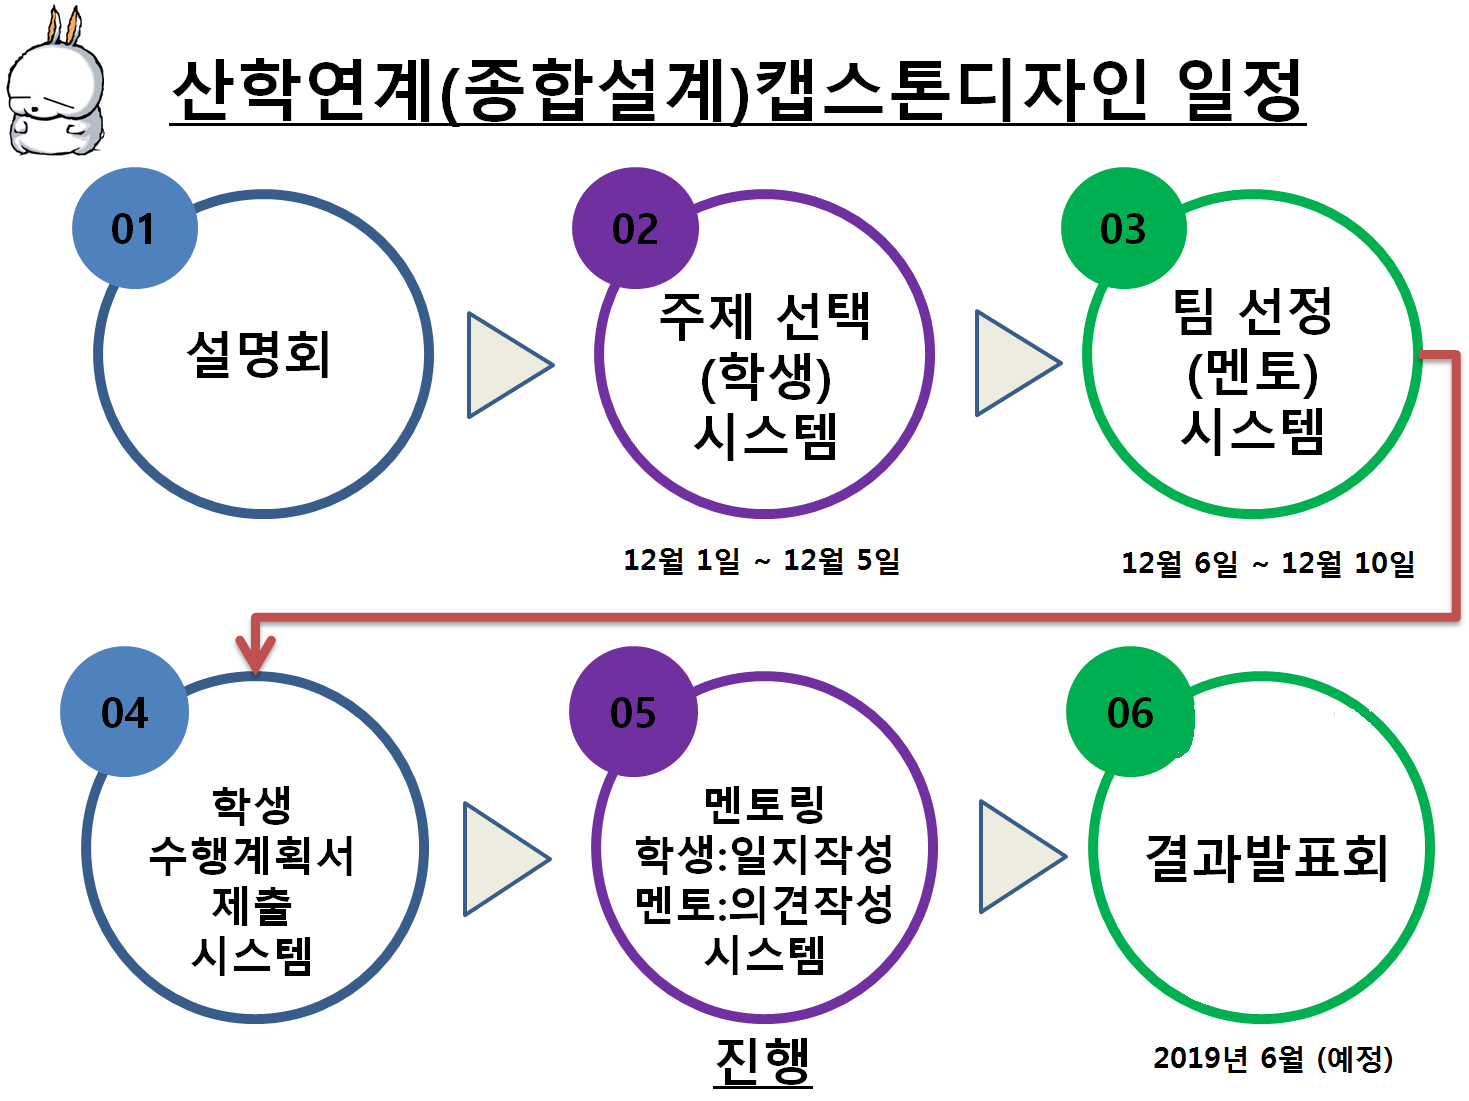 산학연계(종합설계)캡스톤디자인 일정
01
설명회
02
주제 선택
(학생)
시스템
12월 1일 ~ 12월 5일
03
팀 선정
(멘토)
시스템
12월 6일 ~ 12월 10일
04
학생
수행계획서
제출
시스템
05
멘토링
학생:일지작성
멘토:의견작성
시스템
진행
06
결과발표회
2019년 6월 (예정)